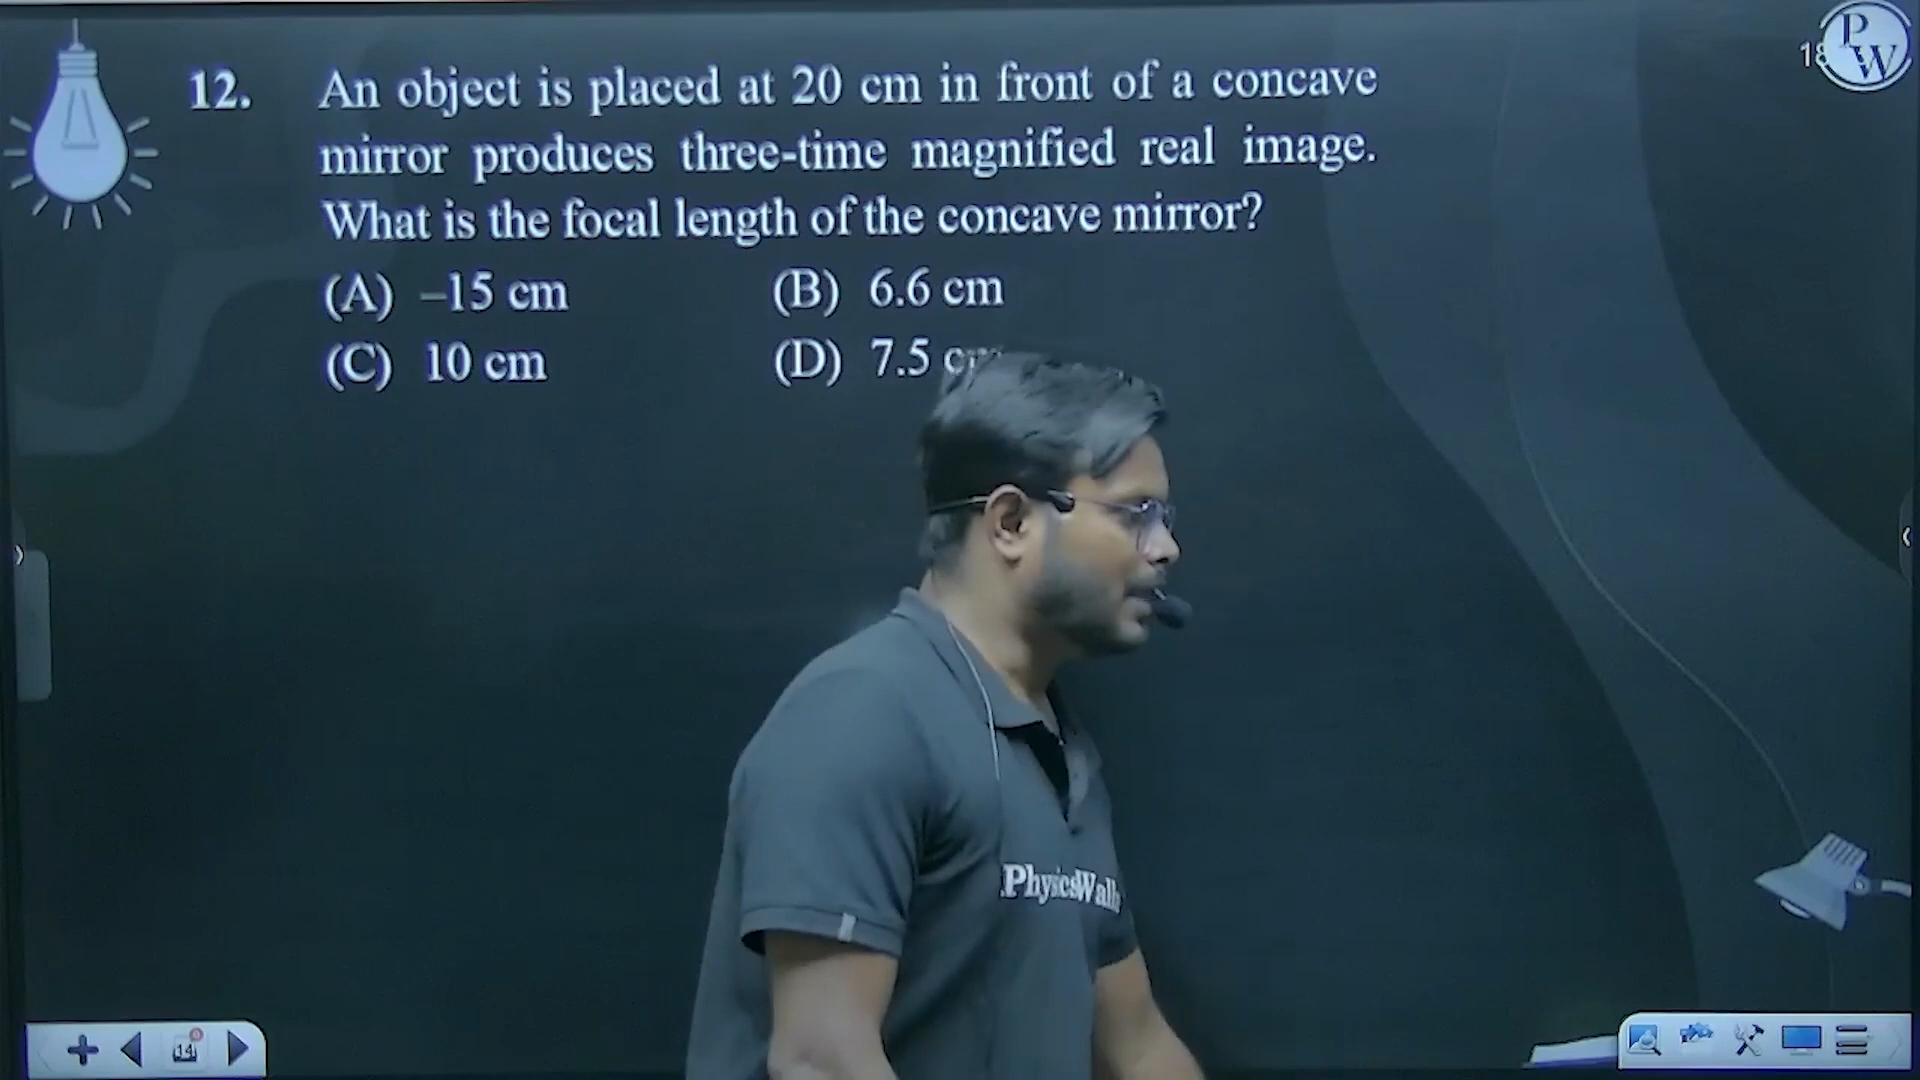 12. An object is placed at 20 cm in front of a concave
mirror produces three-time magnified real image.
What is the focal length of the concave mirror?
(A) –15 cm (B) 6.6 cm
(C) 10 cm (D) 7.5
PW
14
PhysicsWallah